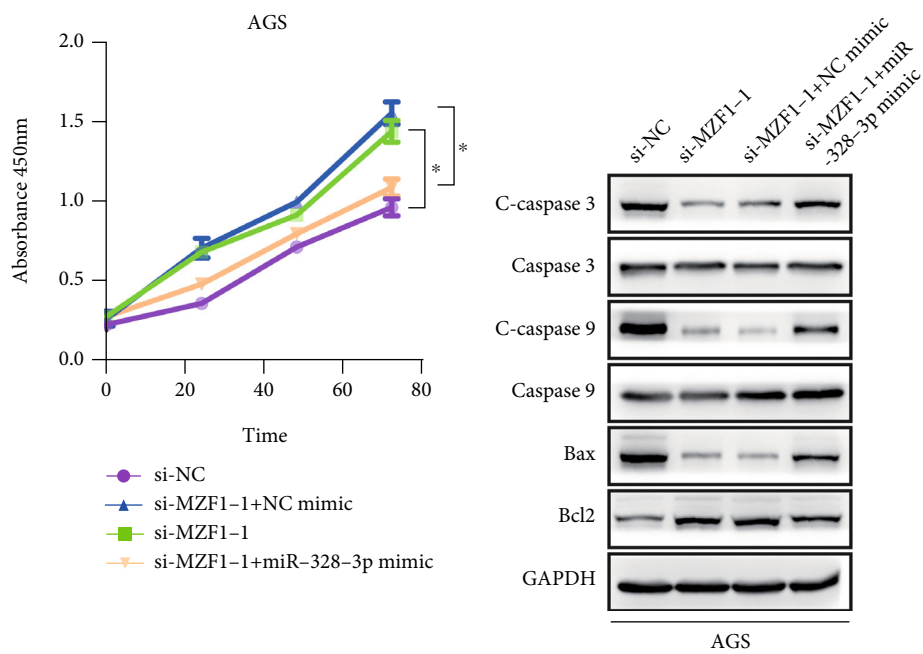 AGS
2.0
1.5
1.0
0.5
0.0
Absorbance 450nm
0
20
40
60
80
Time
*
*
si-NC
si-MZF1–1+NC mimic
si-MZF1–1
si-MZF1–1+miR–328–3p mimic
si-NC
si-MZF1–1
si-MZF1–1+NC mimic
si-MZF1–1+miR
-328–3p mimic
C-caspase 3
Caspase 3
C-caspase 9
Caspase 9
Bax
Bcl2
GAPDH
AGS